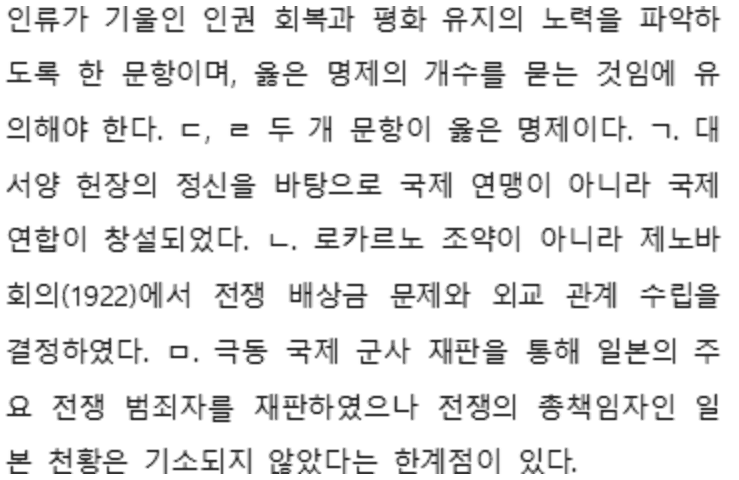 인류가 기울인 인권 회복과 평화 유지의 노력을 파악하
도록 한 문항이며, 옳은 명제의 개수를 묻는 것임에 유
의해야 한다. ㄷ, ㄹ 두 개 문항이 옳은 명제이다. ㄱ. 대
서양 헌장의 정신을 바탕으로 국제 연맹이 아니라 국제
연합이 창설되었다. ㄴ. 로카르노 조약이 아니라 제노바
회의(1922)에서 전쟁 배상금 문제와 외교 관계 수립을
결정하였다. ㅁ. 극동 국제 군사 재판을 통해 일본의 주
요 전쟁 범죄자를 재판하였으나 전쟁의 총책임자인 일
본 천황은 기소되지 않았다는 한계점이 있다.